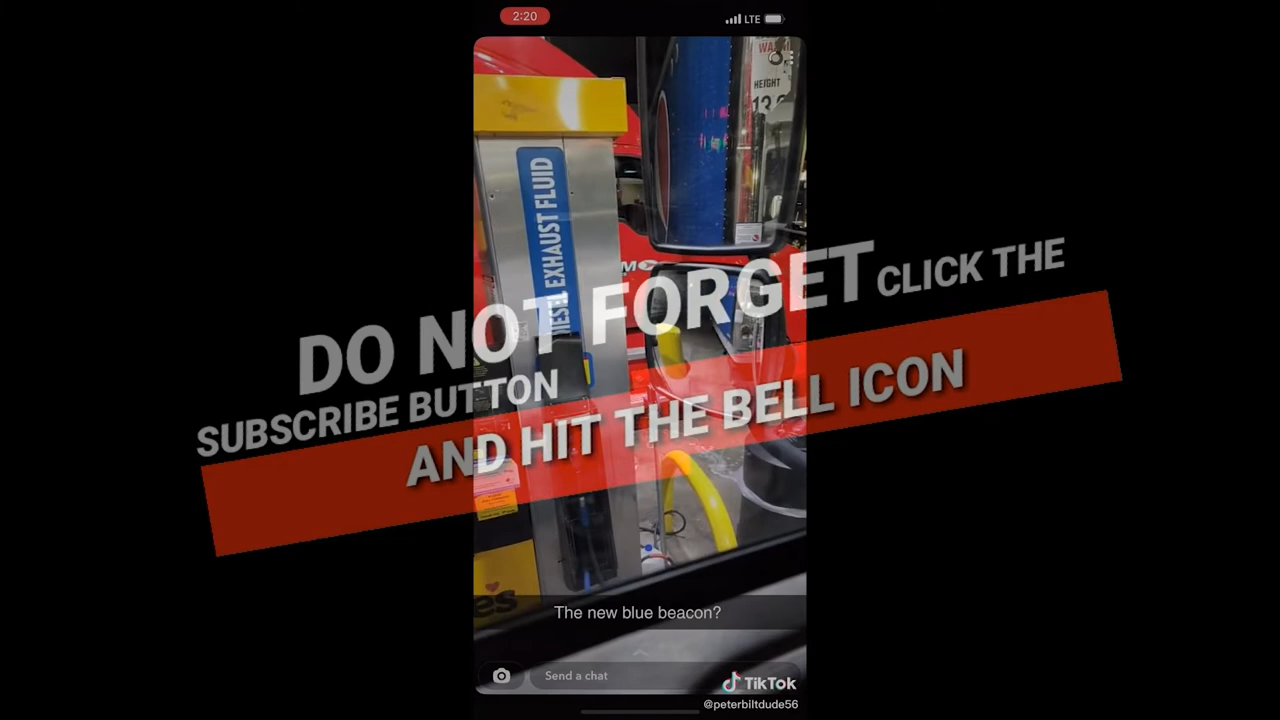 2:20
LTE
HEIGHT
DIESEL EXHAUST FLUID
DO NOT FORGET CLICK THE
SUBSCRIBE BUTTON
AND HIT THE BELL ICON
The new blue beacon?
Send a chat
TikTok
@peterbiltdude56